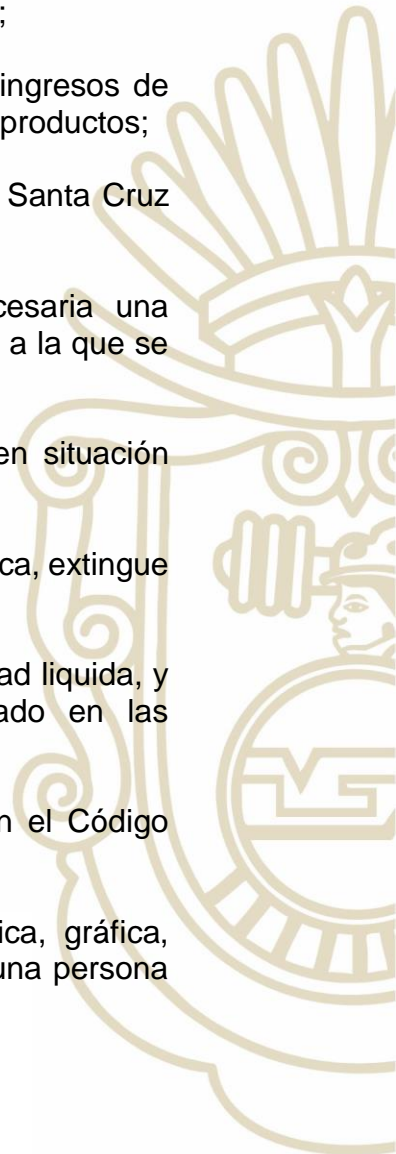 ;
ingresos de
productos;
Santa Cruz
cesaria una
a la que se
en situación
ca, extingue
ad liquida, y
ado en las
n el Código
ica, gráfica,
una persona